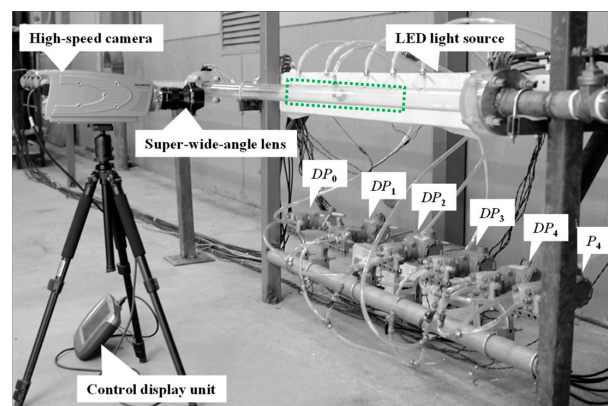 High-speed camera
LED light source
Super-wide-angle lens
DP0
DP1
DP2
DP3
DP4
P4
Control display unit